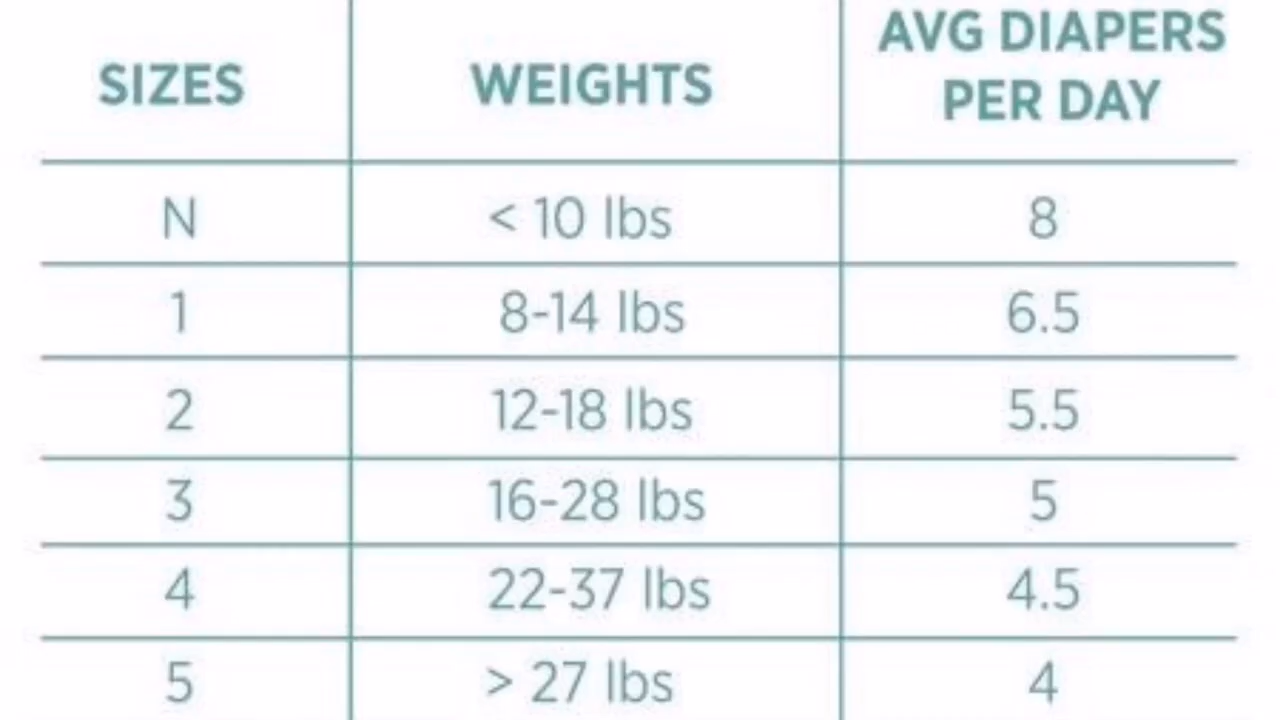 SIZES WEIGHTS AVG DIAPERS
PER DAY
N < 10 lbs 8
1 8-14 lbs 6.5
2 12-18 lbs 5.5
3 16-28 lbs 5
4 22-37 lbs 4.5
5 > 27 lbs 4